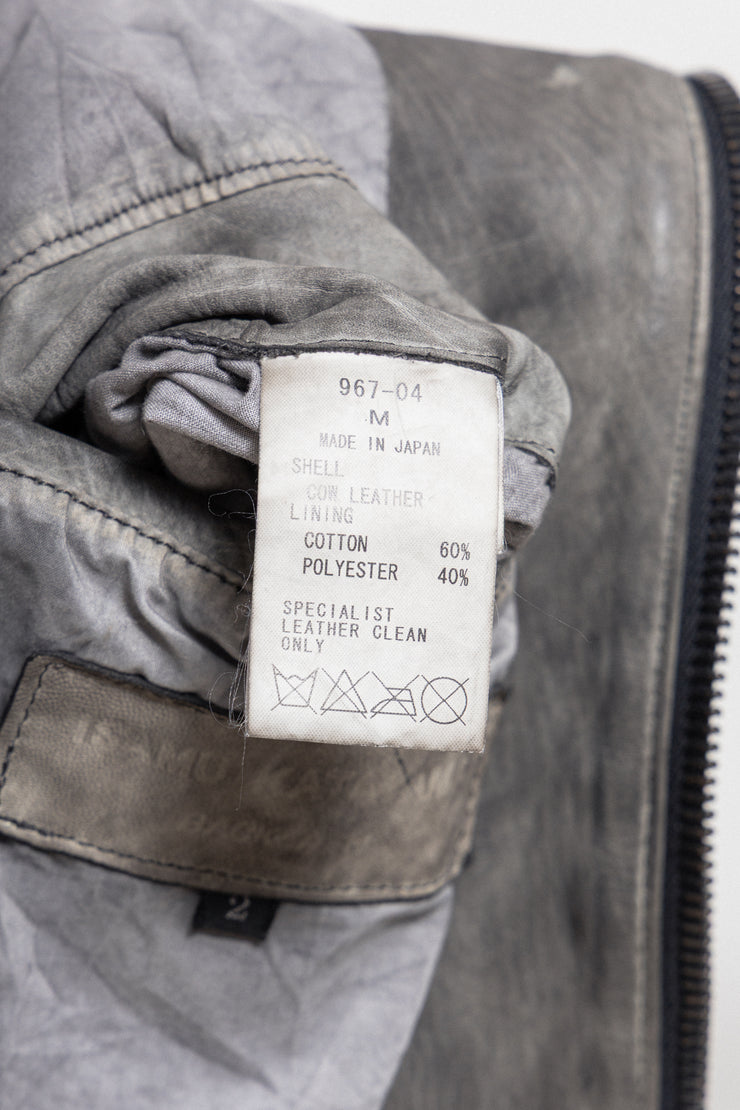 967-04
M
MADE IN JAPAN
SHELL
COW LEATHER
LINING
COTTON 60%
POLYESTER 40%
SPECIALIST
LEATHER CLEAN
ONLY
2